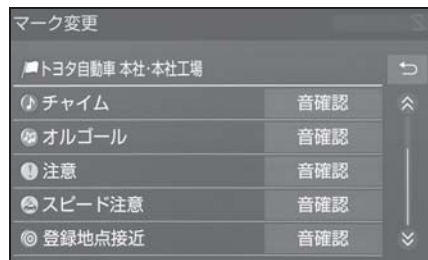 マーク変更
トヨタ自動車 本社･本社工場
チャイム 音確認
オルゴール 音確認
注意 音確認
スピード注意 音確認
登録地点接近 音確認